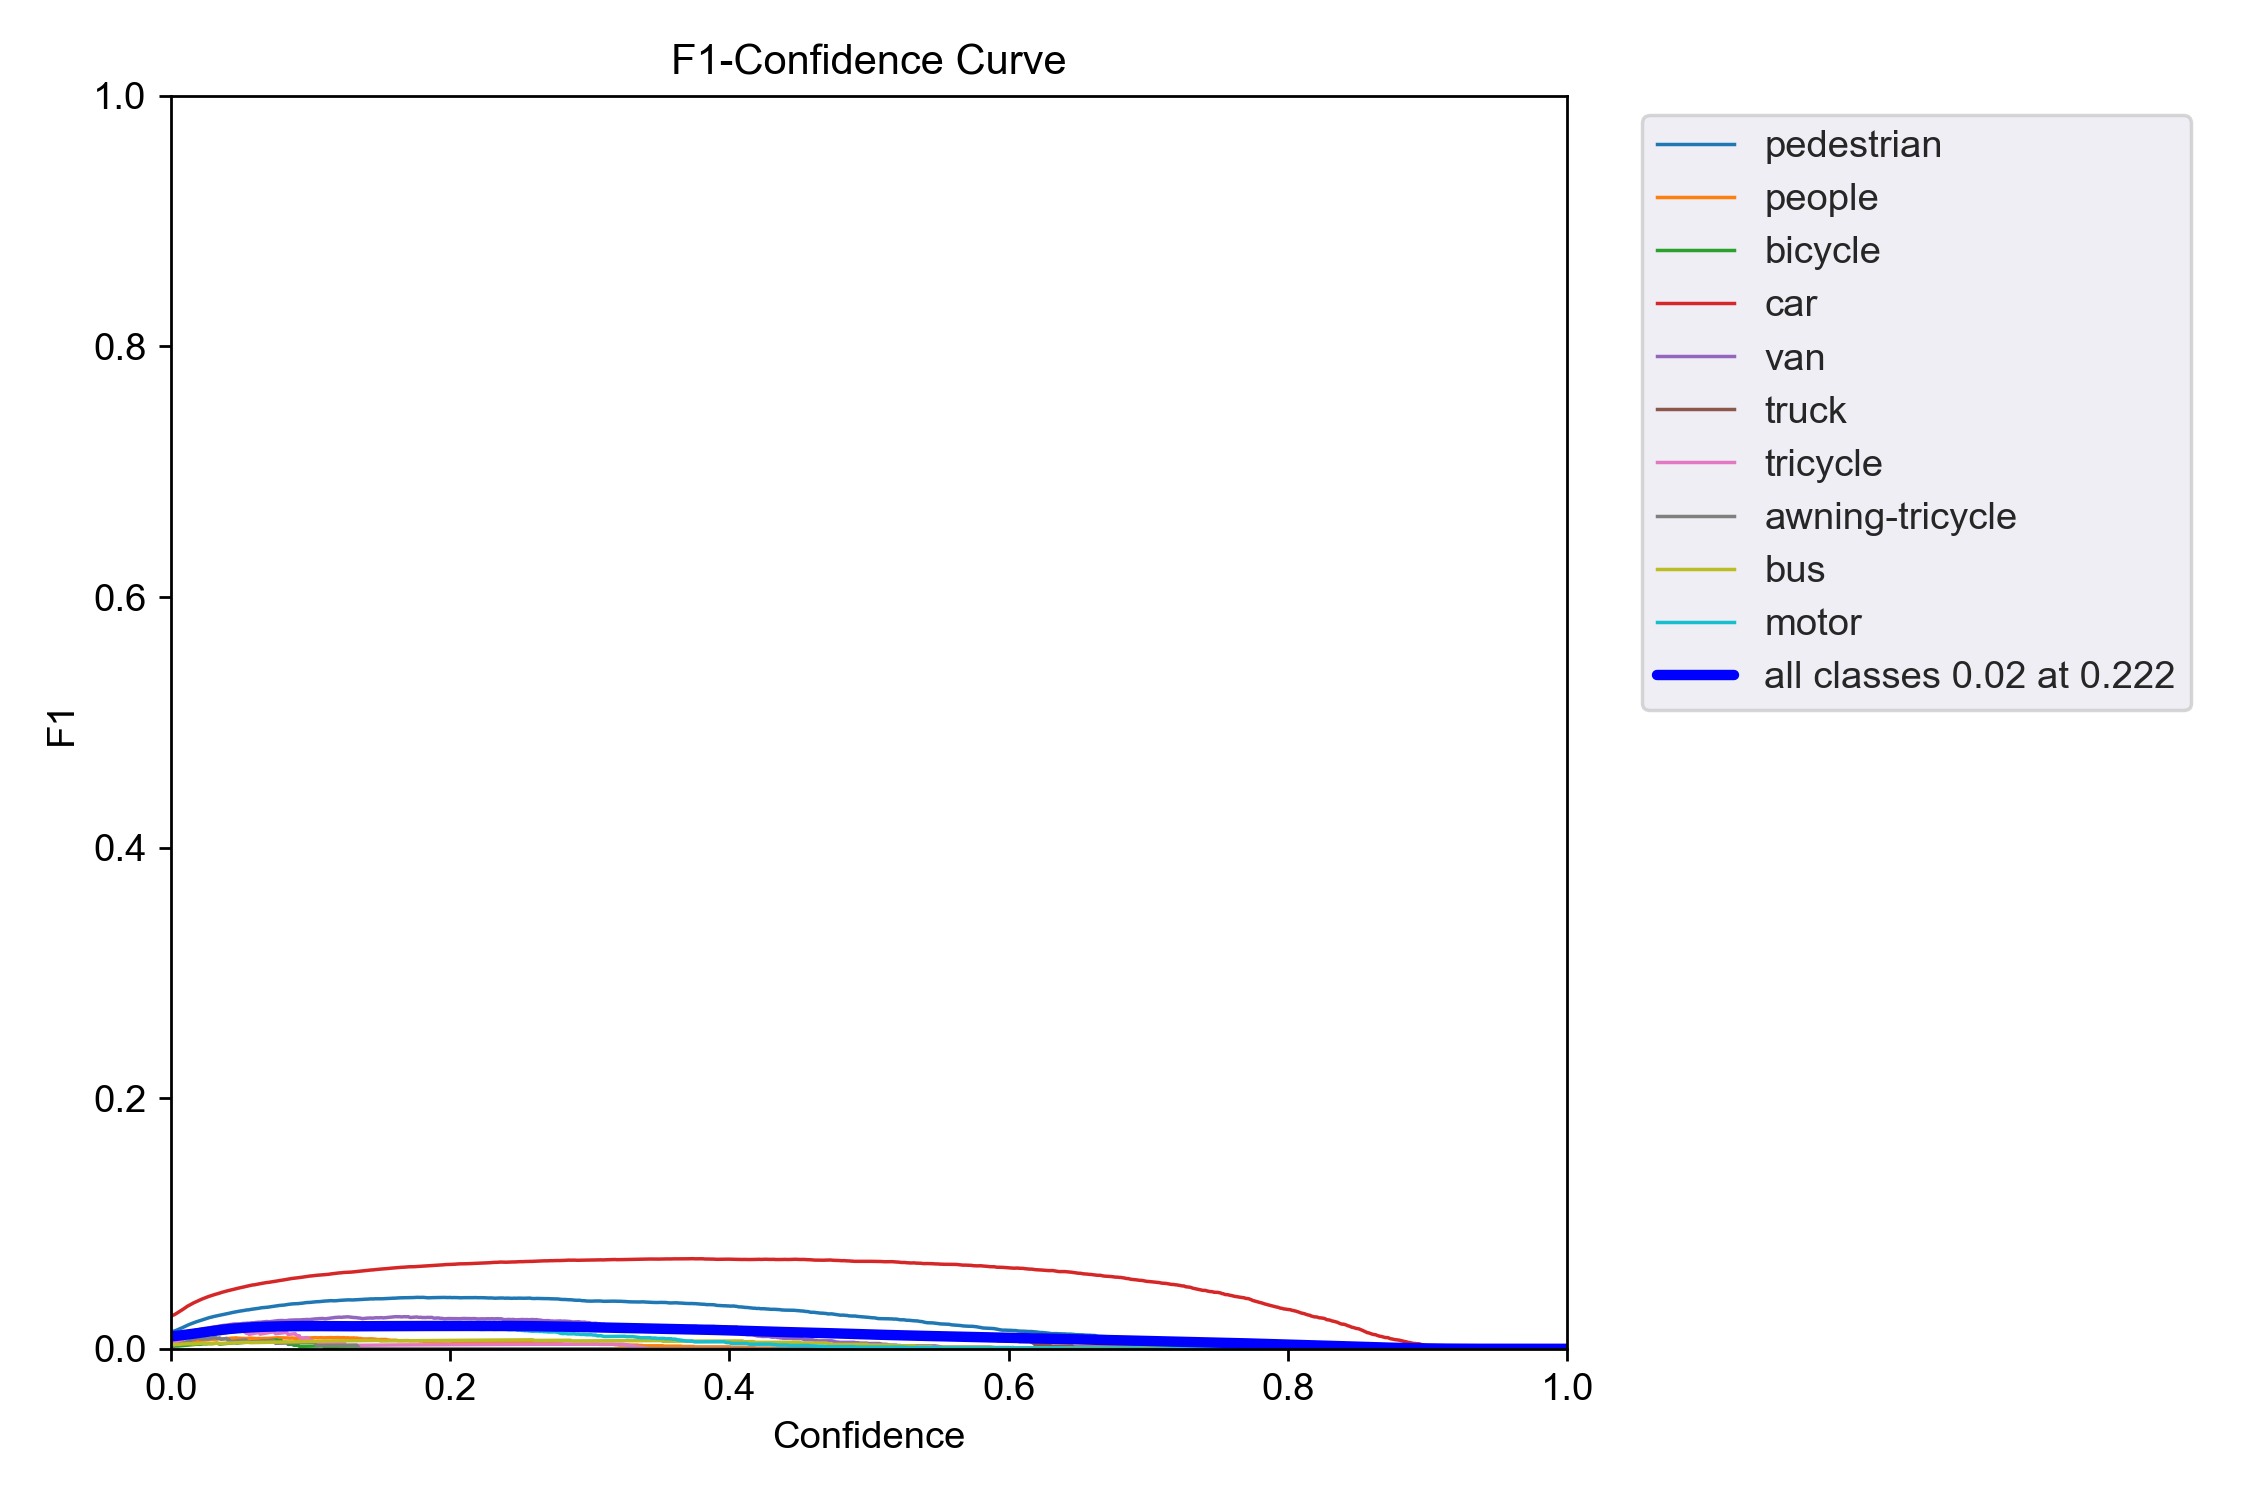 F1-Confidence Curve
1.0
0.8
0.6
0.4
0.2
0.0
F1
0.0 0.2 0.4 0.6 0.8 1.0
Confidence
pedestrian
people
bicycle
car
van
truck
tricycle
awning-tricycle
bus
motor
all classes 0.02 at 0.222